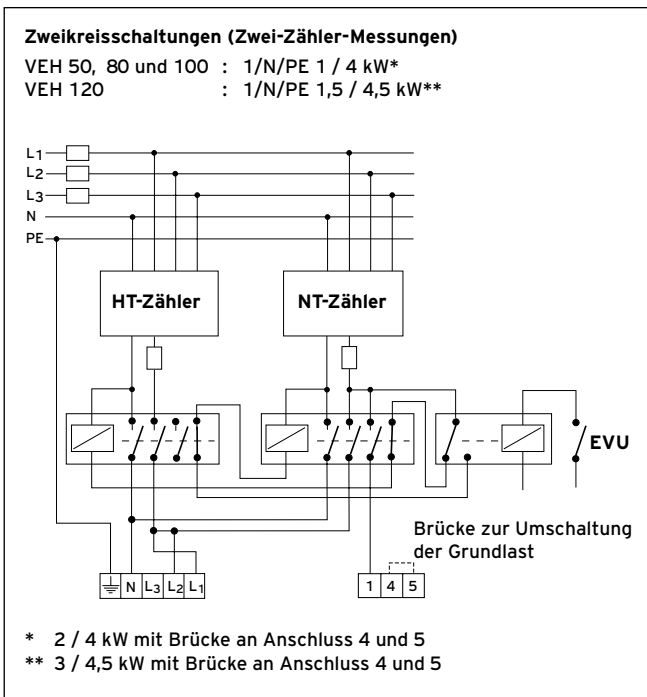 Zweikreisschaltungen (Zwei-Zähler-Messungen)
VEH 50, 80 und 100 : 1/N/PE 1 / 4 kW*
VEH 120 : 1/N/PE 1,5 / 4,5 kW**
L1
L2
L3
N
PE
HT-Zähler NT-Zähler
EVU
Brücke zur Umschaltung
der Grundlast
N L3 L2 L1 1 4 5
* 2 / 4 kW mit Brücke an Anschluss 4 und 5
** 3 / 4,5 kW mit Brücke an Anschluss 4 und 5